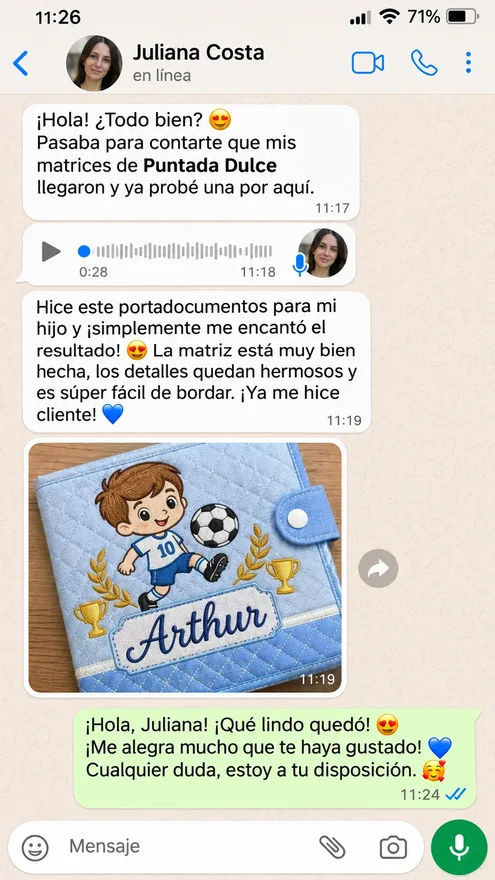 11:26
71%
Juliana Costa
en línea
¡Hola! ¿Todo bien? 😍
Pasaba para contarte que mis
matrices de Puntada Dulce
llegaron y ya probé una por aquí.
11:17
0:28
11:18
Hice este portadocumentos para mi
hijo y ¡simplemente me encantó el
resultado! 😍 La matriz está muy bien
hecha, los detalles quedan hermosos y
es súper fácil de bordar. ¡Ya me hice
cliente! 💙
11:19
10
Arthur
11:19
¡Hola, Juliana! ¡Qué lindo quedó! 😍
¡Me alegra mucho que te haya gustado! 💙
Cualquier duda, estoy a tu disposición. 🥰
11:24
Mensaje